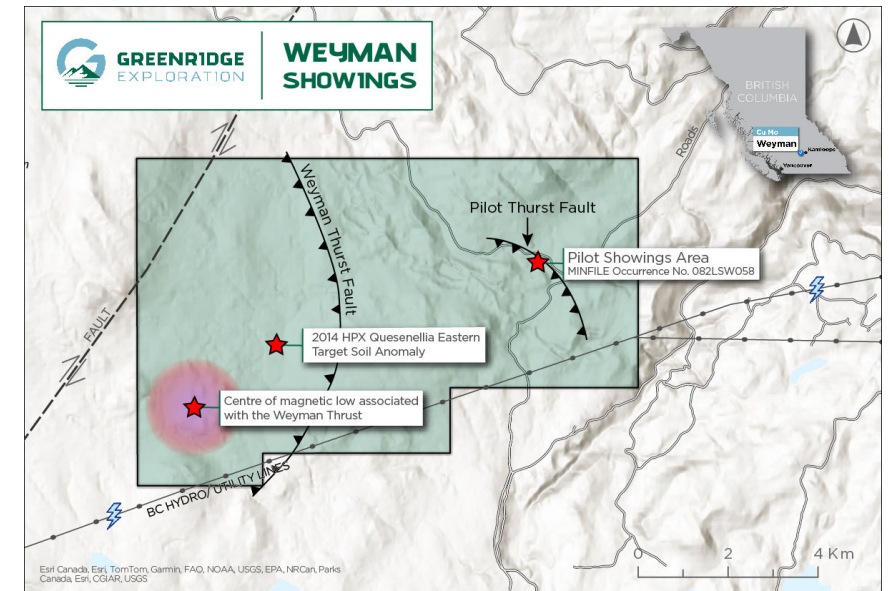 GREENRIDGE
EXPLORATION
WEYMAN
SHOWINGS
BRITISH
COLUMBIA
Cu Mo
Weyman
Kamloops
Vancouver
Roads
Weyman Thurst Fault
Pilot Thurst Fault
Pilot Showings Area
MINFILE Occurrence No. 082LSW058
FAULT
2014 HPX Quesenellia Eastern
Target Soil Anomaly
Centre of magnetic low associated
with the Weyman Thrust
BC HYDRO/ UTILITY LINES
0 2 4 Km
Esri Canada, Esri, TomTom, Garmin, FAO, NOAA, USGS, EPA, NRCan, Parks
Canada, Esri, CGIAR, USGS